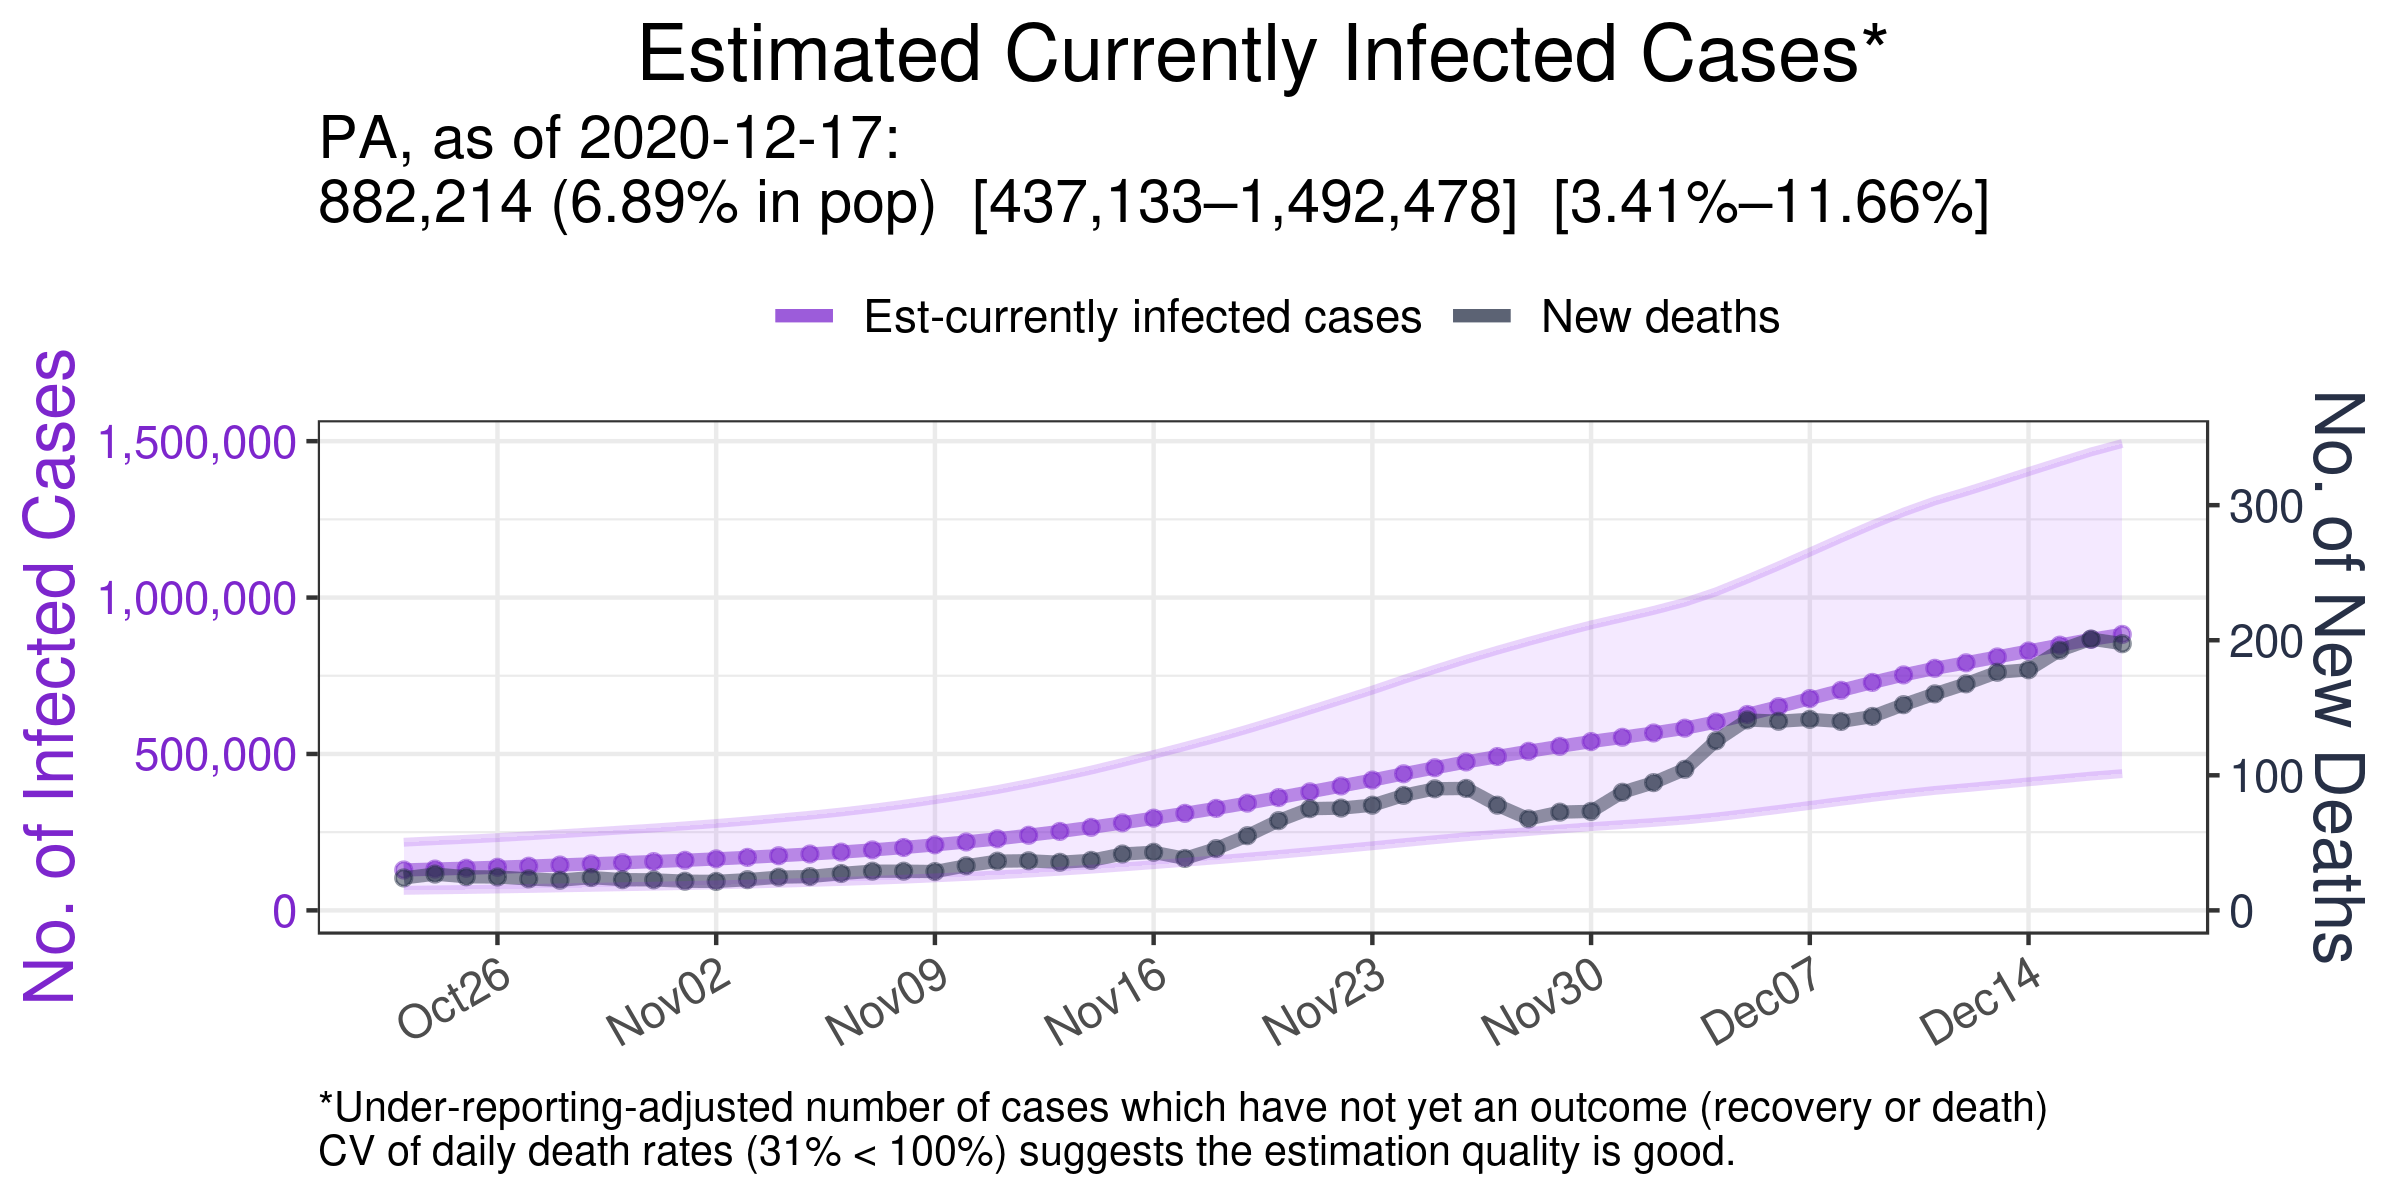 Estimated Currently Infected Cases*
PA, as of 2020-12-17:
882,214 (6.89% in pop) [437,133–1,492,478] [3.41%–11.66%]
Est-currently infected cases New deaths
No. of Infected Cases
1,500,000
1,000,000
500,000
0
300
200
100
0
No. of New Deaths
Oct26 Nov02 Nov09 Nov16 Nov23 Nov30 Dec07 Dec14
*Under-reporting-adjusted number of cases which have not yet an outcome (recovery or death)
CV of daily death rates (31% < 100%) suggests the estimation quality is good.